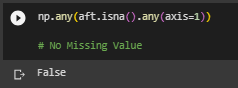 np.any(aft.isna().any(axis=1))
# No Missing Value
False